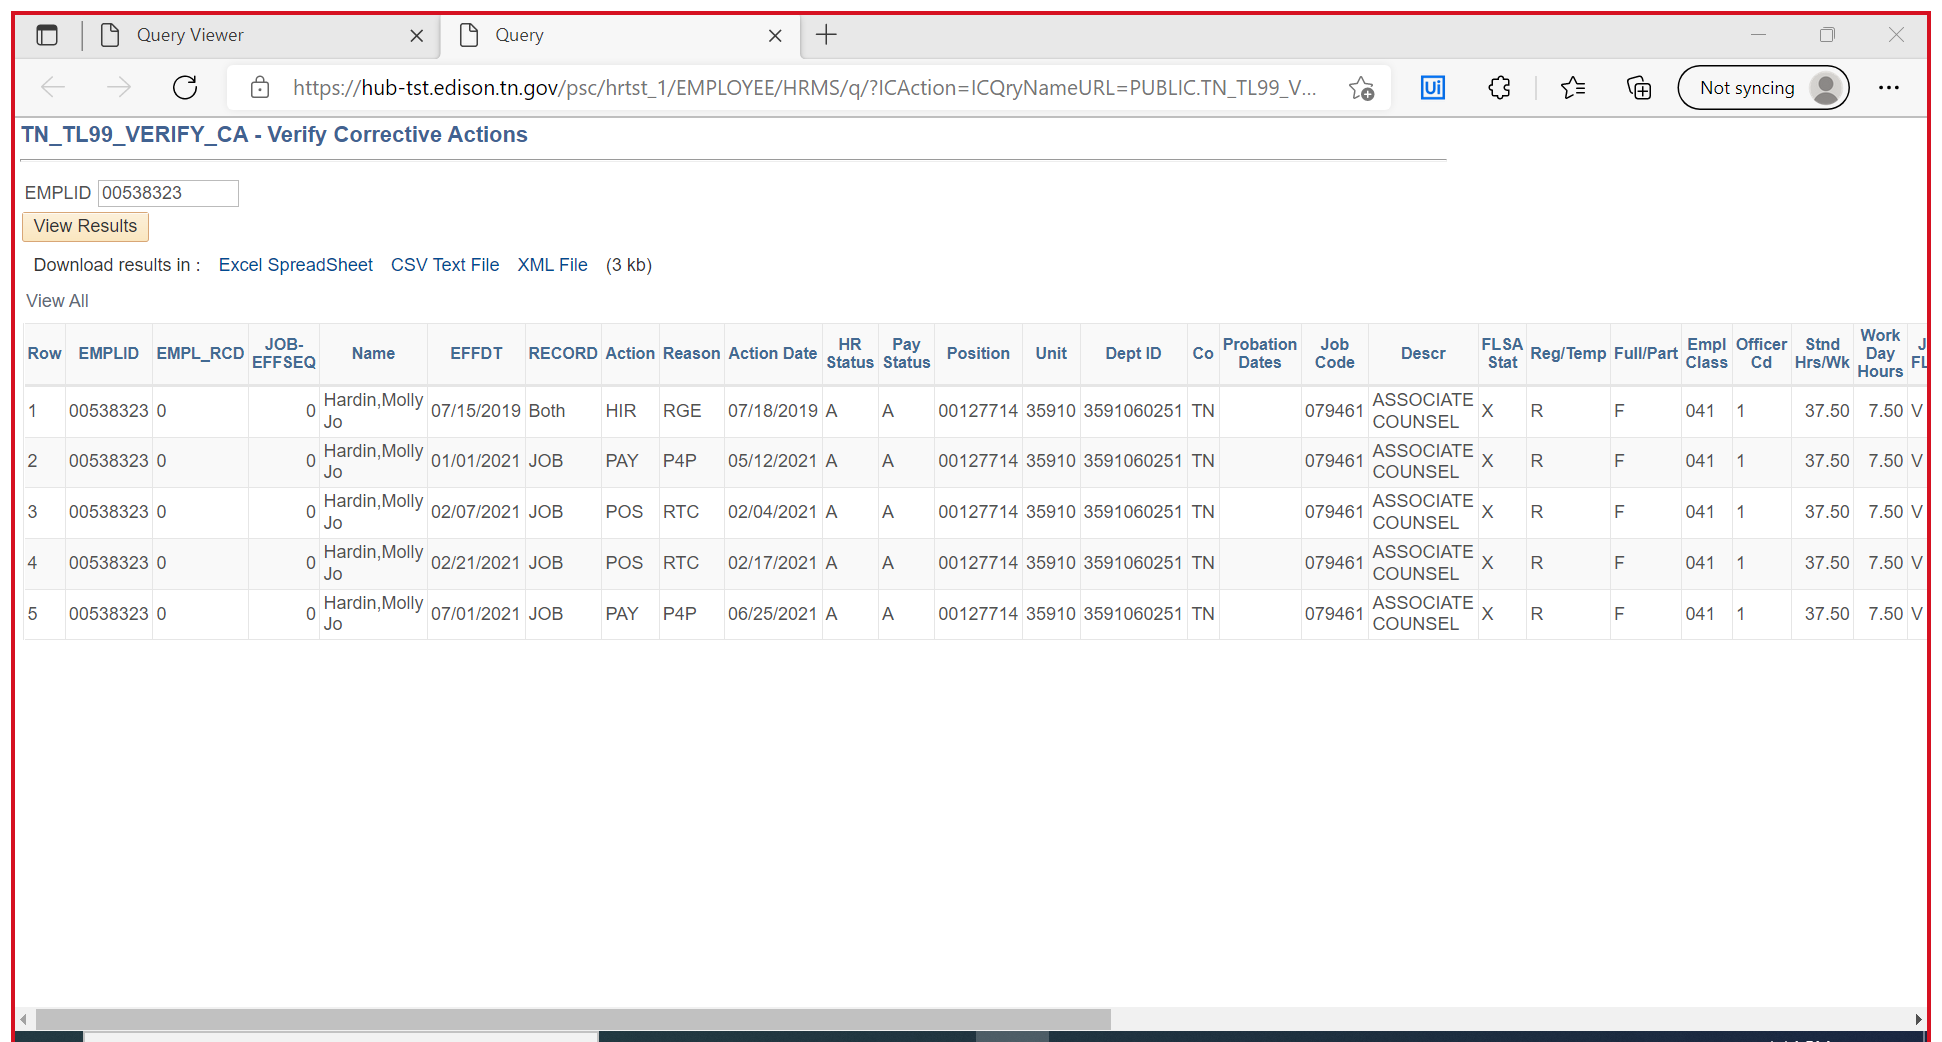 Query Viewer
Query
https://hub-tst.edison.tn.gov/psc/hrtst_1/EMPLOYEE/HRMS/q/?ICAction=ICQryNameURL=PUBLIC.TN_TL99_V...
Ui
Not syncing
TN_TL99_VERIFY_CA - Verify Corrective Actions
EMPLID 00538323
View Results
Download results in : Excel SpreadSheet CSV Text File XML File (3 kb)
View All
Row EMPLID EMPL_RCD JOB-EFFSEQ Name EFFDT RECORD Action Reason Action Date HR Status Pay Status Position Unit Dept ID Co Probation Dates Job Code Descr FLSA Stat Reg/Temp Full/Part Empl Class Officer Cd Stnd Hrs/Wk Work Day Hours J FL
1 00538323 0 0 Hardin,Molly Jo 07/15/2019 Both HIR RGE 07/18/2019 A A 00127714 35910 3591060251 TN 079461 ASSOCIATE COUNSEL X R F 041 1 37.50 7.50 V
2 00538323 0 0 Hardin,Molly Jo 01/01/2021 JOB PAY P4P 05/12/2021 A A 00127714 35910 3591060251 TN 079461 ASSOCIATE COUNSEL X R F 041 1 37.50 7.50 V
3 00538323 0 0 Hardin,Molly Jo 02/07/2021 JOB POS RTC 02/04/2021 A A 00127714 35910 3591060251 TN 079461 ASSOCIATE COUNSEL X R F 041 1 37.50 7.50 V
4 00538323 0 0 Hardin,Molly Jo 02/21/2021 JOB POS RTC 02/17/2021 A A 00127714 35910 3591060251 TN 079461 ASSOCIATE COUNSEL X R F 041 1 37.50 7.50 V
5 00538323 0 0 Hardin,Molly Jo 07/01/2021 JOB PAY P4P 06/25/2021 A A 00127714 35910 3591060251 TN 079461 ASSOCIATE COUNSEL X R F 041 1 37.50 7.50 V